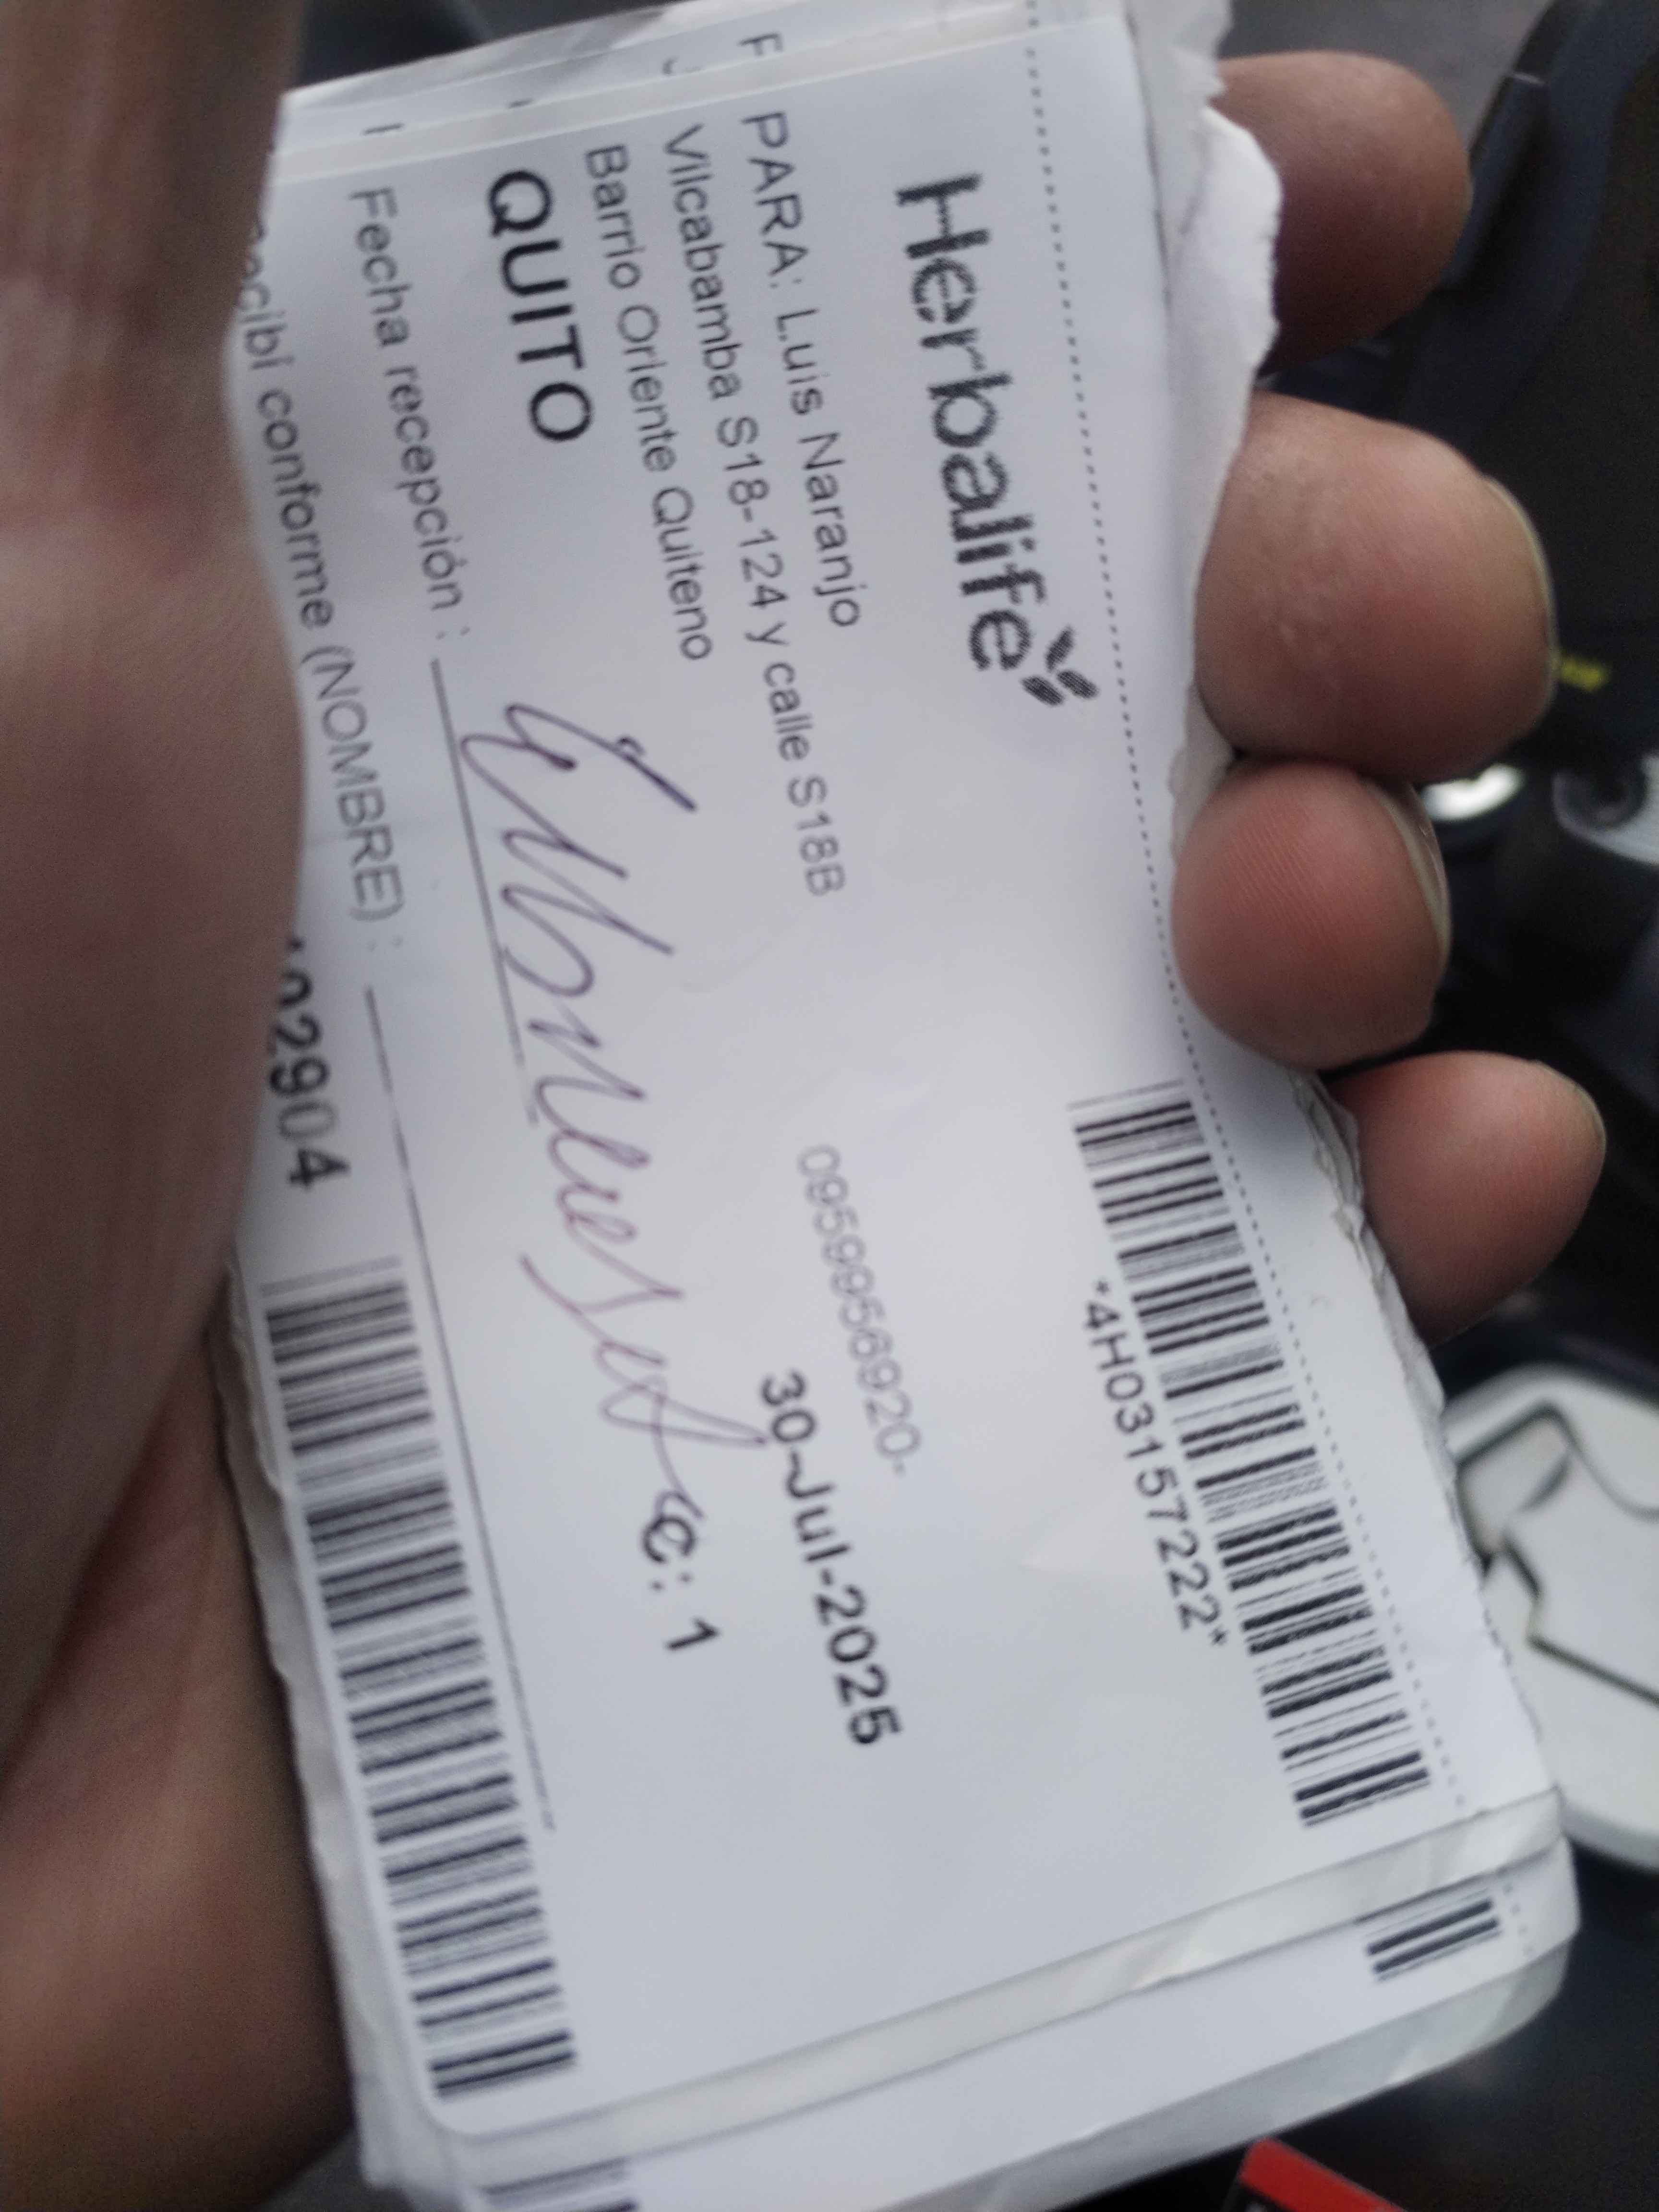 Herbalife
*4H03157222*
PARA: Luis Naranjo
0959956920-
Vilcabamba S18-124 y calle S18B
30-Jul-2025
Barrio Oriente Quiteno
QUITO
C: 1
Fecha recepción :
conforme (NOMBRE) :
02904